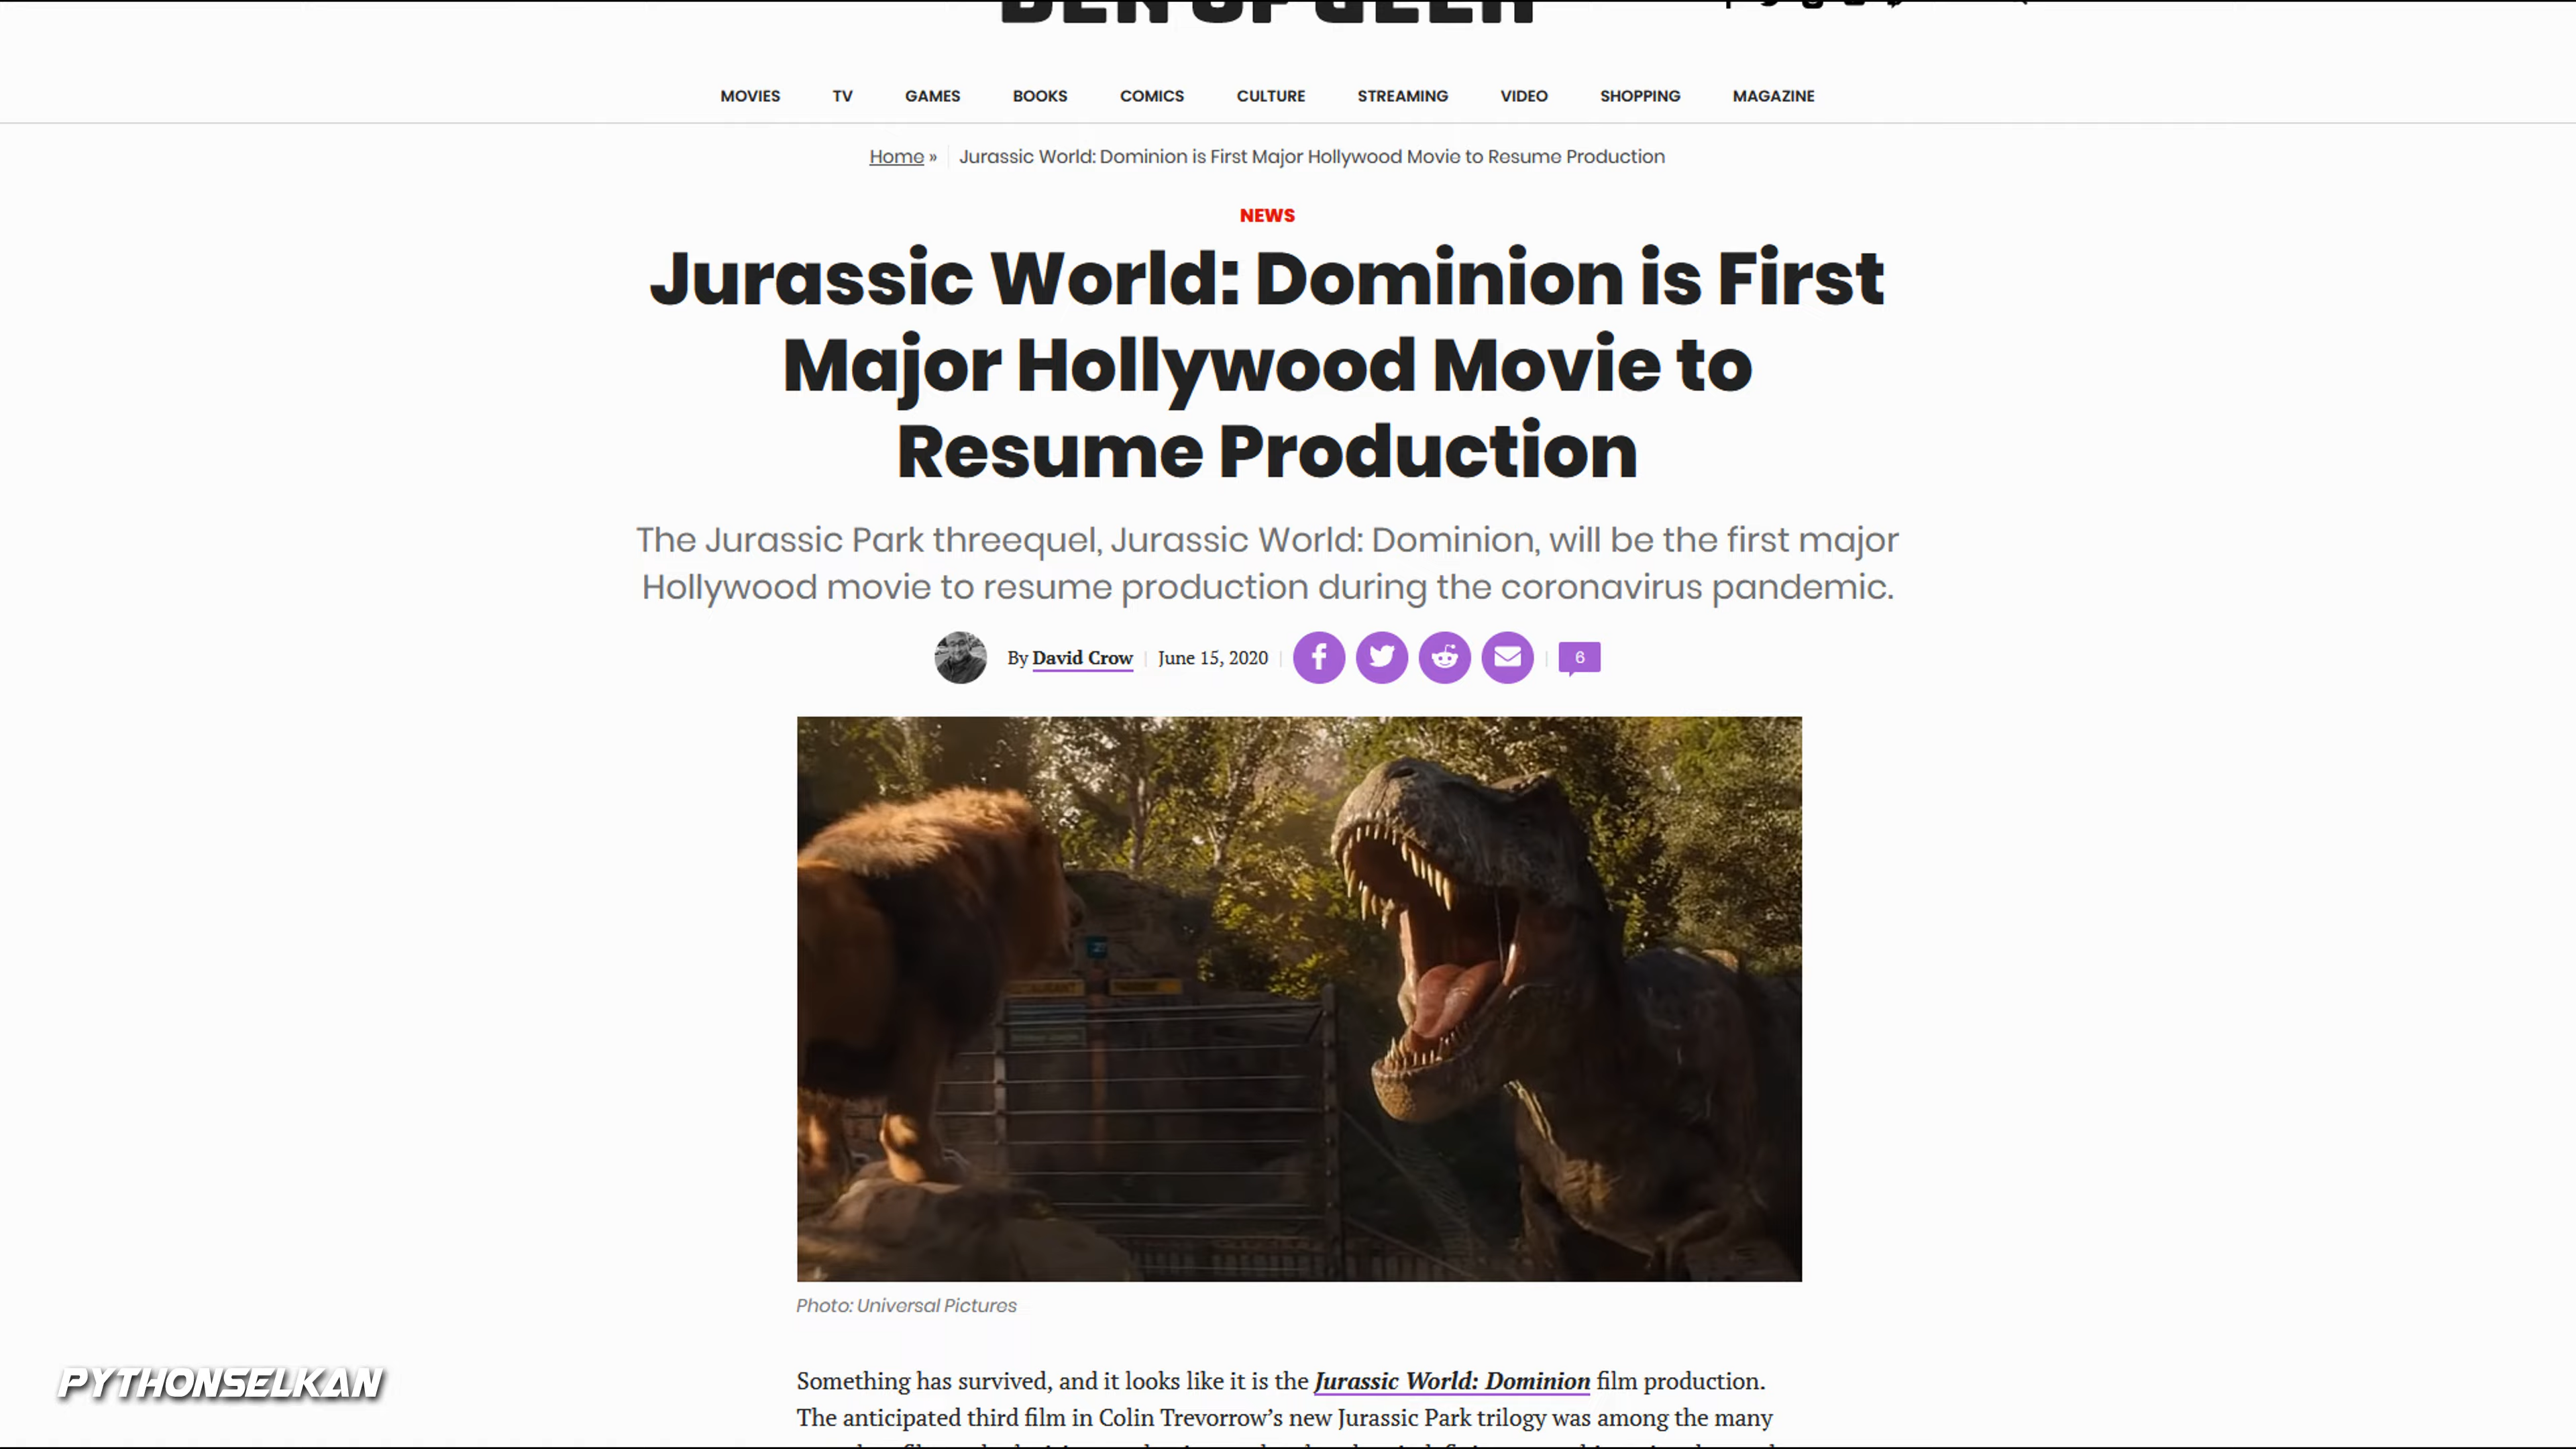 DEN OF GEEK
MOVIES TV GAMES BOOKS COMICS CULTURE STREAMING VIDEO SHOPPING MAGAZINE
Home » Jurassic World: Dominion is First Major Hollywood Movie to Resume Production
NEWS
Jurassic World: Dominion is First
Major Hollywood Movie to
Resume Production
The Jurassic Park threequel, Jurassic World: Dominion, will be the first major
Hollywood movie to resume production during the coronavirus pandemic.
By David Crow | June 15, 2020 | 6
Photo: Universal Pictures
Something has survived, and it looks like it is the Jurassic World: Dominion film production.
The anticipated third film in Colin Trevorrow's new Jurassic Park trilogy was among the many
PYTHONSELKAN